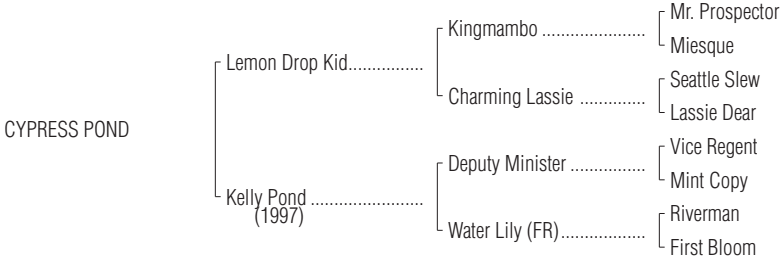 Mr. Prospector
Kingmambo ......................
Miesque
Lemon Drop Kid................
Seattle Slew
Charming Lassie ..............
Lassie Dear
CYPRESS POND
Vice Regent
Deputy Minister ................
Mint Copy
Kelly Pond ........................
(1997)
Riverman
Water Lily (FR)..................
First Bloom